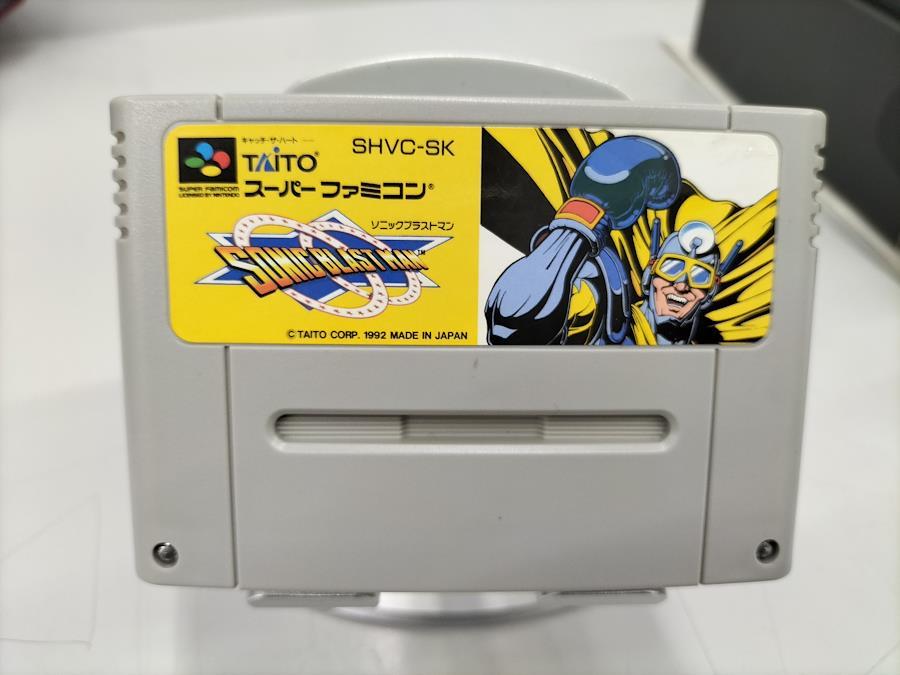 キャッチ・ザ・ハート
TAITO®
SHVC-SK
SUPER FAMICOM
LICENSED BY NINTENDO
スーパーファミコン®
ソニックブラストマン
SONIC BLAST MAN™
©TAITO CORP. 1992 MADE IN JAPAN